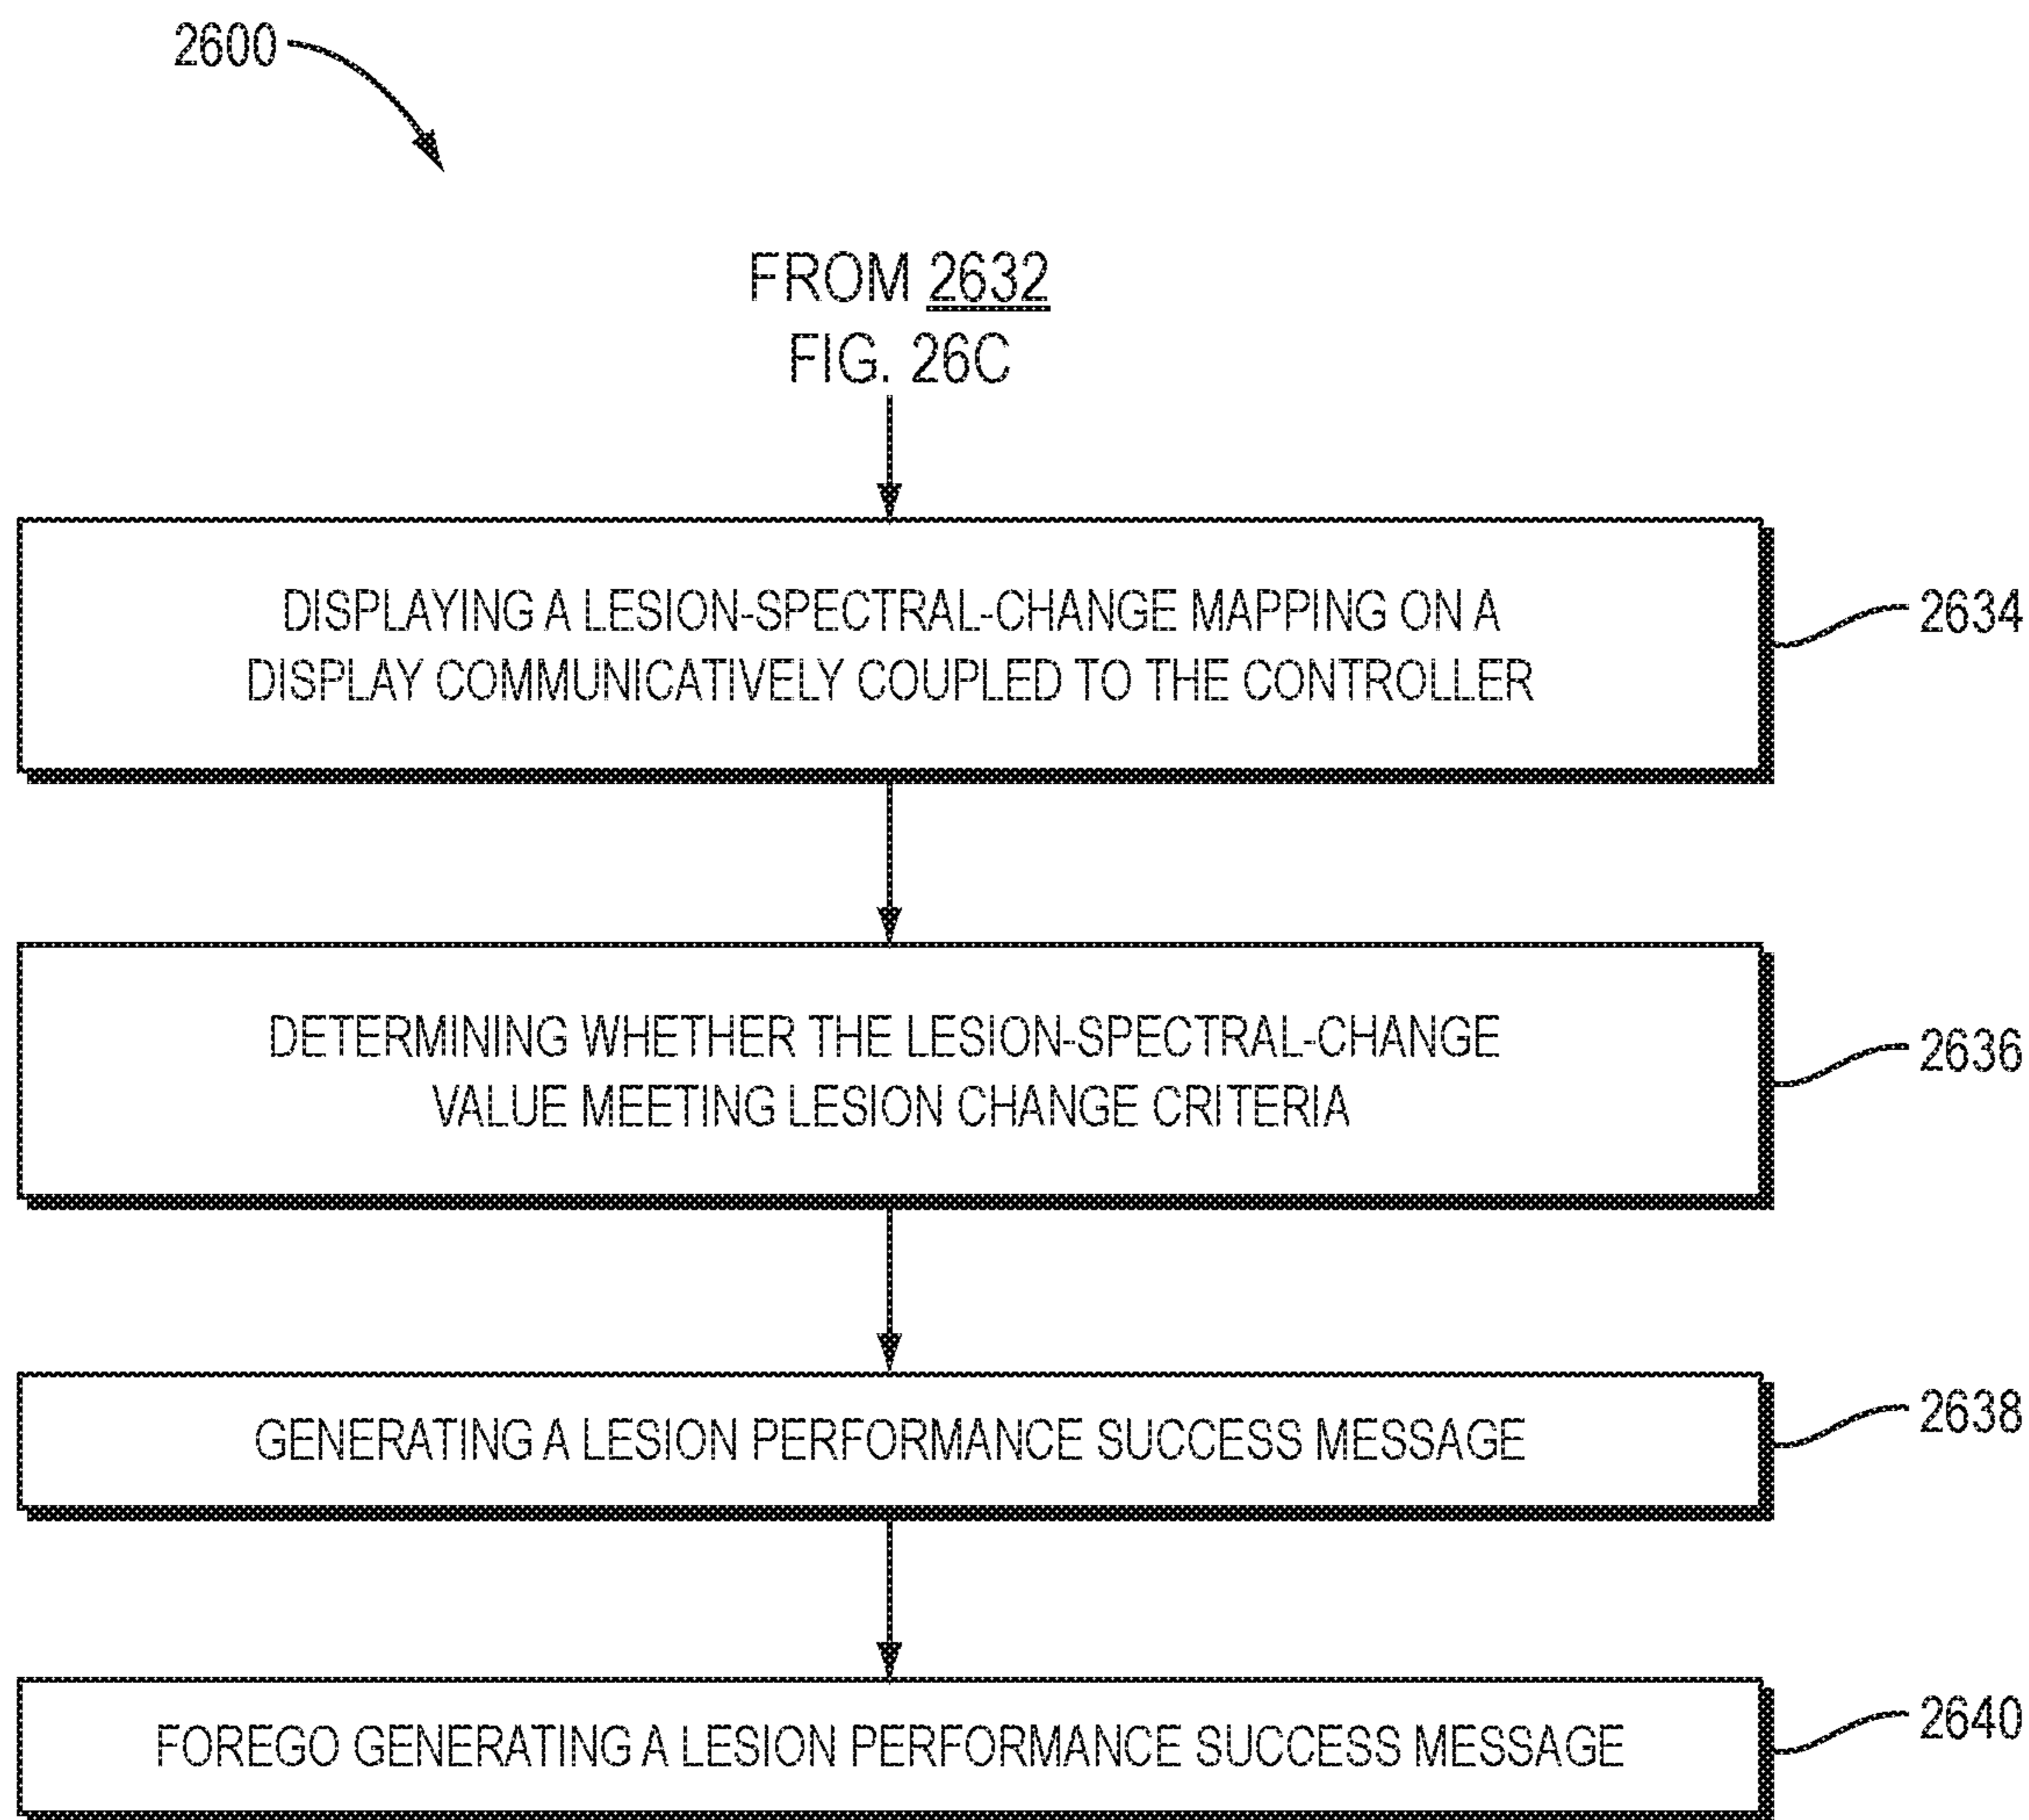 2600
FROM 2632
FIG. 26C
DISPLAYING A LESION-SPECTRAL-CHANGE MAPPING ON A
DISPLAY COMMUNICATIVELY COUPLED TO THE CONTROLLER
2634
DETERMINING WHETHER THE LESION-SPECTRAL-CHANGE
VALUE MEETING LESION CHANGE CRITERIA
2636
GENERATING A LESION PERFORMANCE SUCCESS MESSAGE
2638
FOREGO GENERATING A LESION PERFORMANCE SUCCESS MESSAGE
2640